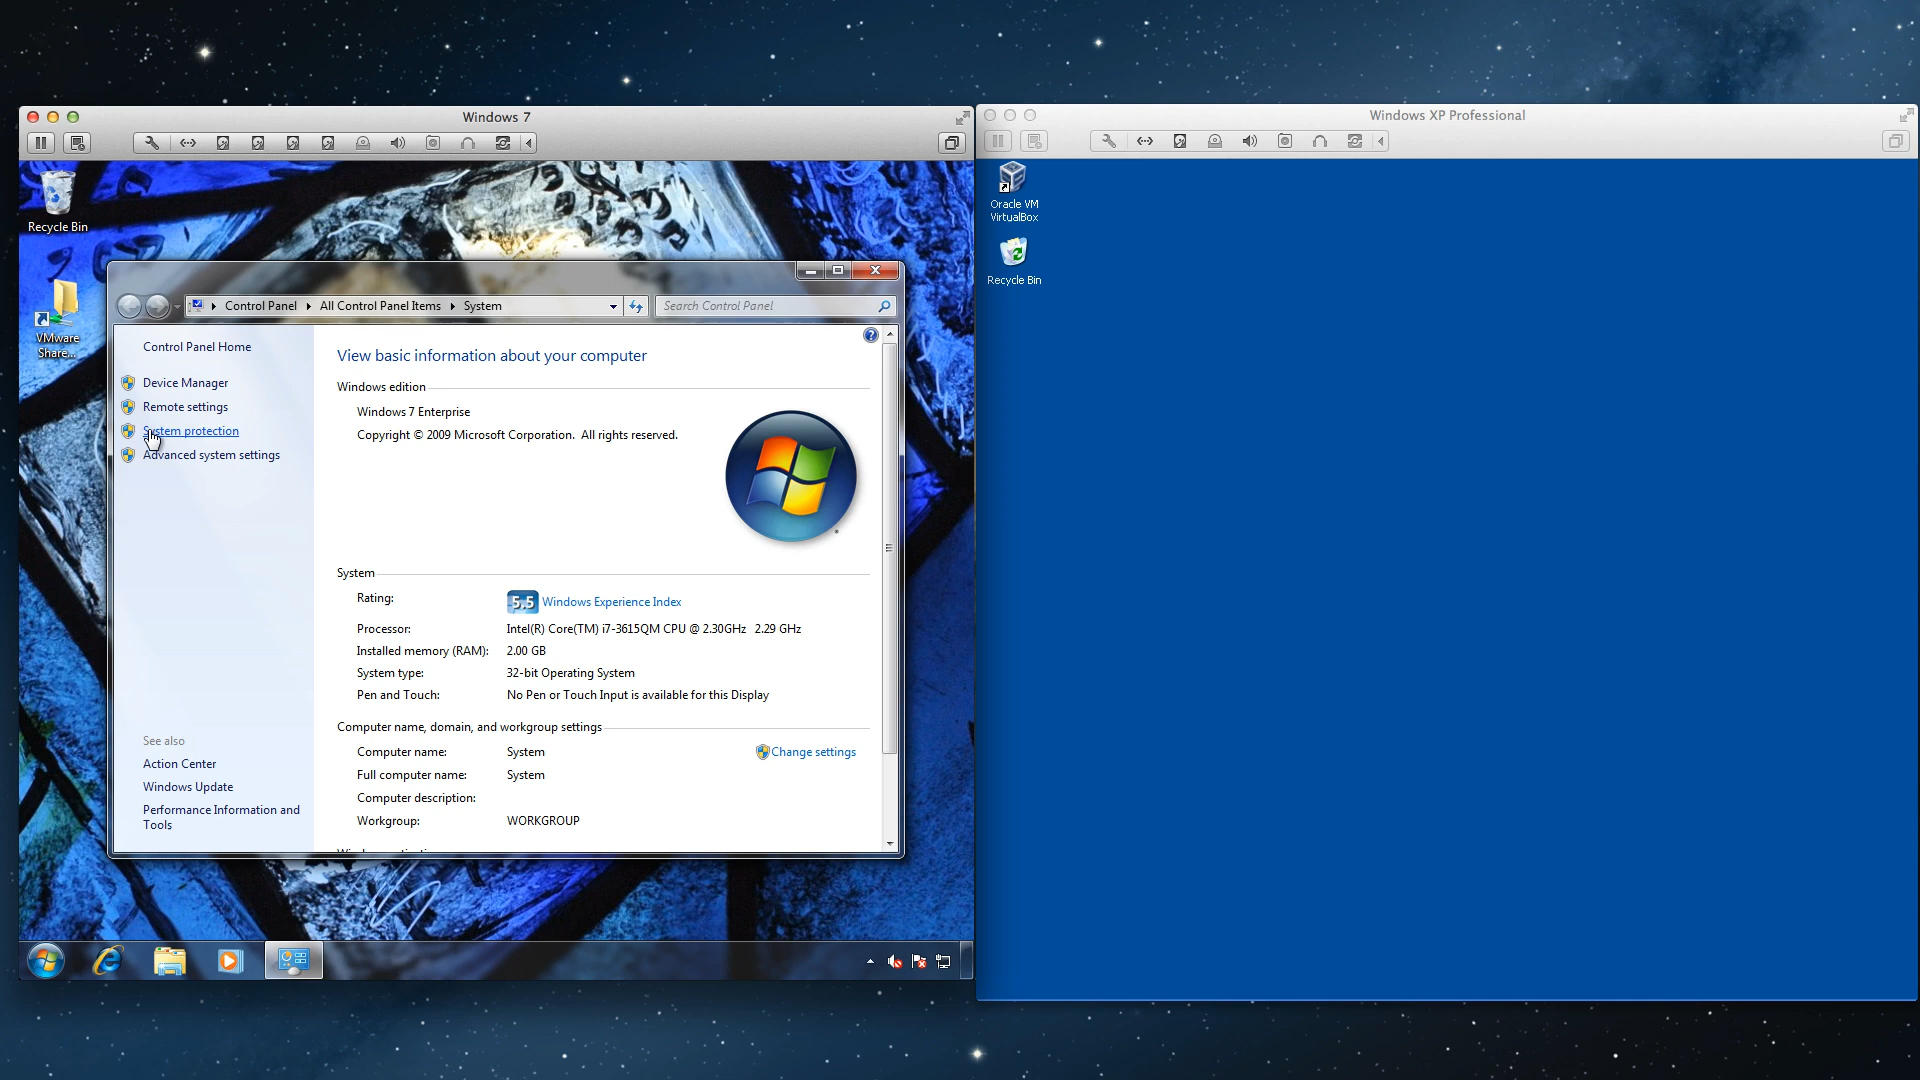 Windows 7
Recycle Bin
VMware
Share...
Control Panel
All Control Panel Items
System
Search Control Panel
Control Panel Home
Device Manager
Remote settings
System protection
Advanced system settings
See also
Action Center
Windows Update
Performance Information and
Tools
View basic information about your computer
Windows edition
Windows 7 Enterprise
Copyright © 2009 Microsoft Corporation. All rights reserved.
System
Rating:
5.5 Windows Experience Index
Processor: Intel(R) Core(TM) i7-3615QM CPU @ 2.30GHz 2.29 GHz
Installed memory (RAM): 2.00 GB
System type: 32-bit Operating System
Pen and Touch: No Pen or Touch Input is available for this Display
Computer name, domain, and workgroup settings
Computer name: System
Change settings
Full computer name: System
Computer description:
Workgroup: WORKGROUP
Windows XP Professional
Oracle VM
VirtualBox
Recycle Bin